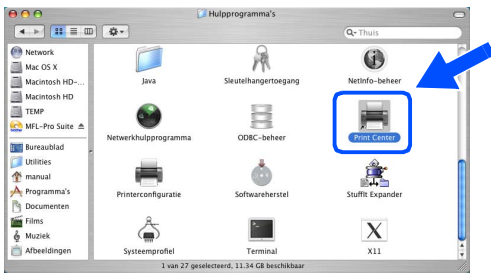 Hulpprogramma's
Q- Thuis
Network
Mac OS X
Macintosh HD-...
Macintosh HD
TEMP
MFL-Pro Suite
Bureaublad
Utilities
manual
Programma's
Documenten
Films
Muziek
Afbeeldingen
Java
Sleutelhangertoegang
NetInfo-beheer
Netwerkhulpprogramma
ODBC-beheer
Print Center
Printerconfiguratie
Softwareherstel
StuffIt Expander
Systeemprofiel
Terminal
X11
1 van 27 geselecteerd, 11.34 GB beschikbaar